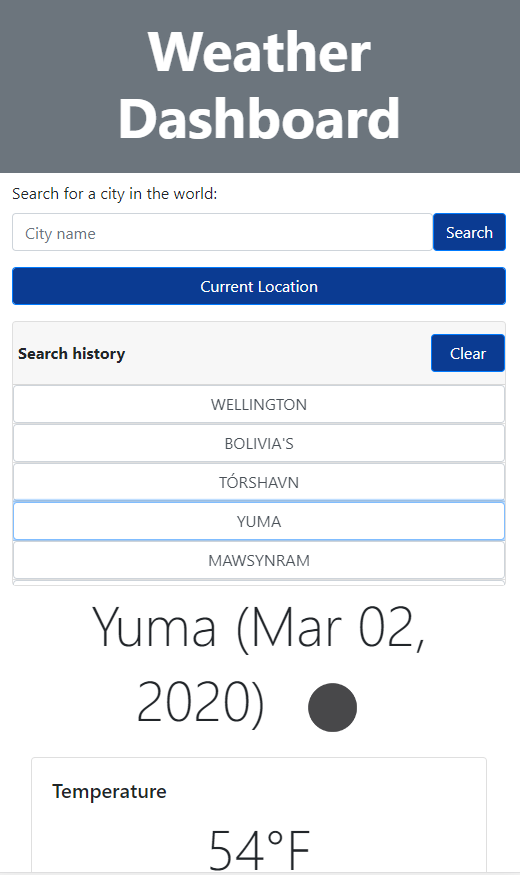 Weather
Dashboard
Search for a city in the world:
City name
Search
Current Location
Search history
Clear
WELLINGTON
BOLIVIA'S
TÓRSHAVN
YUMA
MAWSYNRAM
Yuma (Mar 02,
2020)
Temperature
54°F